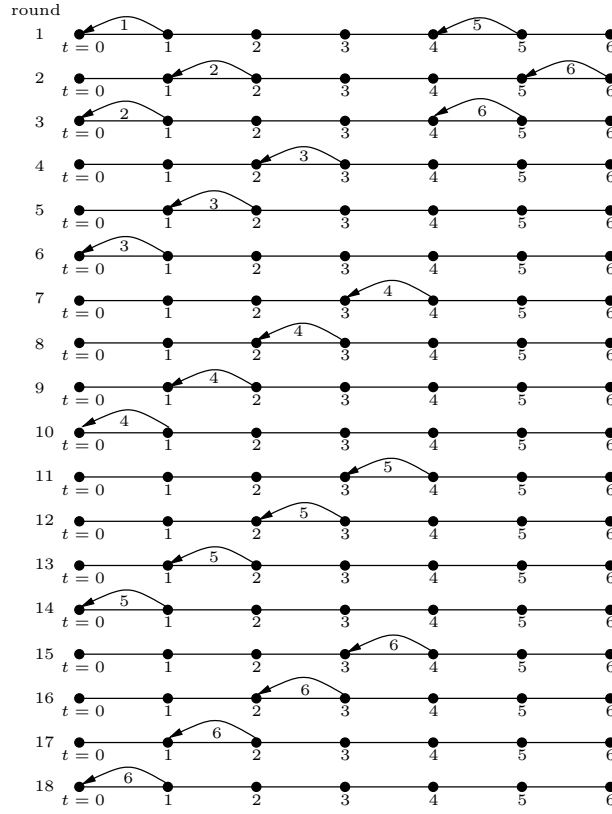 round
1 1 5
t = 0 1 2 3 4 5 6
2 2 6
t = 0 1 2 3 4 5 6
3 2 6
t = 0 1 2 3 4 5 6
4 3
t = 0 1 2 3 4 5 6
5 3
t = 0 1 2 3 4 5 6
6 3
t = 0 1 2 3 4 5 6
7 4
t = 0 1 2 3 4 5 6
8 4
t = 0 1 2 3 4 5 6
9 4
t = 0 1 2 3 4 5 6
10 4
t = 0 1 2 3 4 5 6
11 5
t = 0 1 2 3 4 5 6
12 5
t = 0 1 2 3 4 5 6
13 5
t = 0 1 2 3 4 5 6
14 5
t = 0 1 2 3 4 5 6
15 6
t = 0 1 2 3 4 5 6
16 6
t = 0 1 2 3 4 5 6
17 6
t = 0 1 2 3 4 5 6
18 6
t = 0 1 2 3 4 5 6